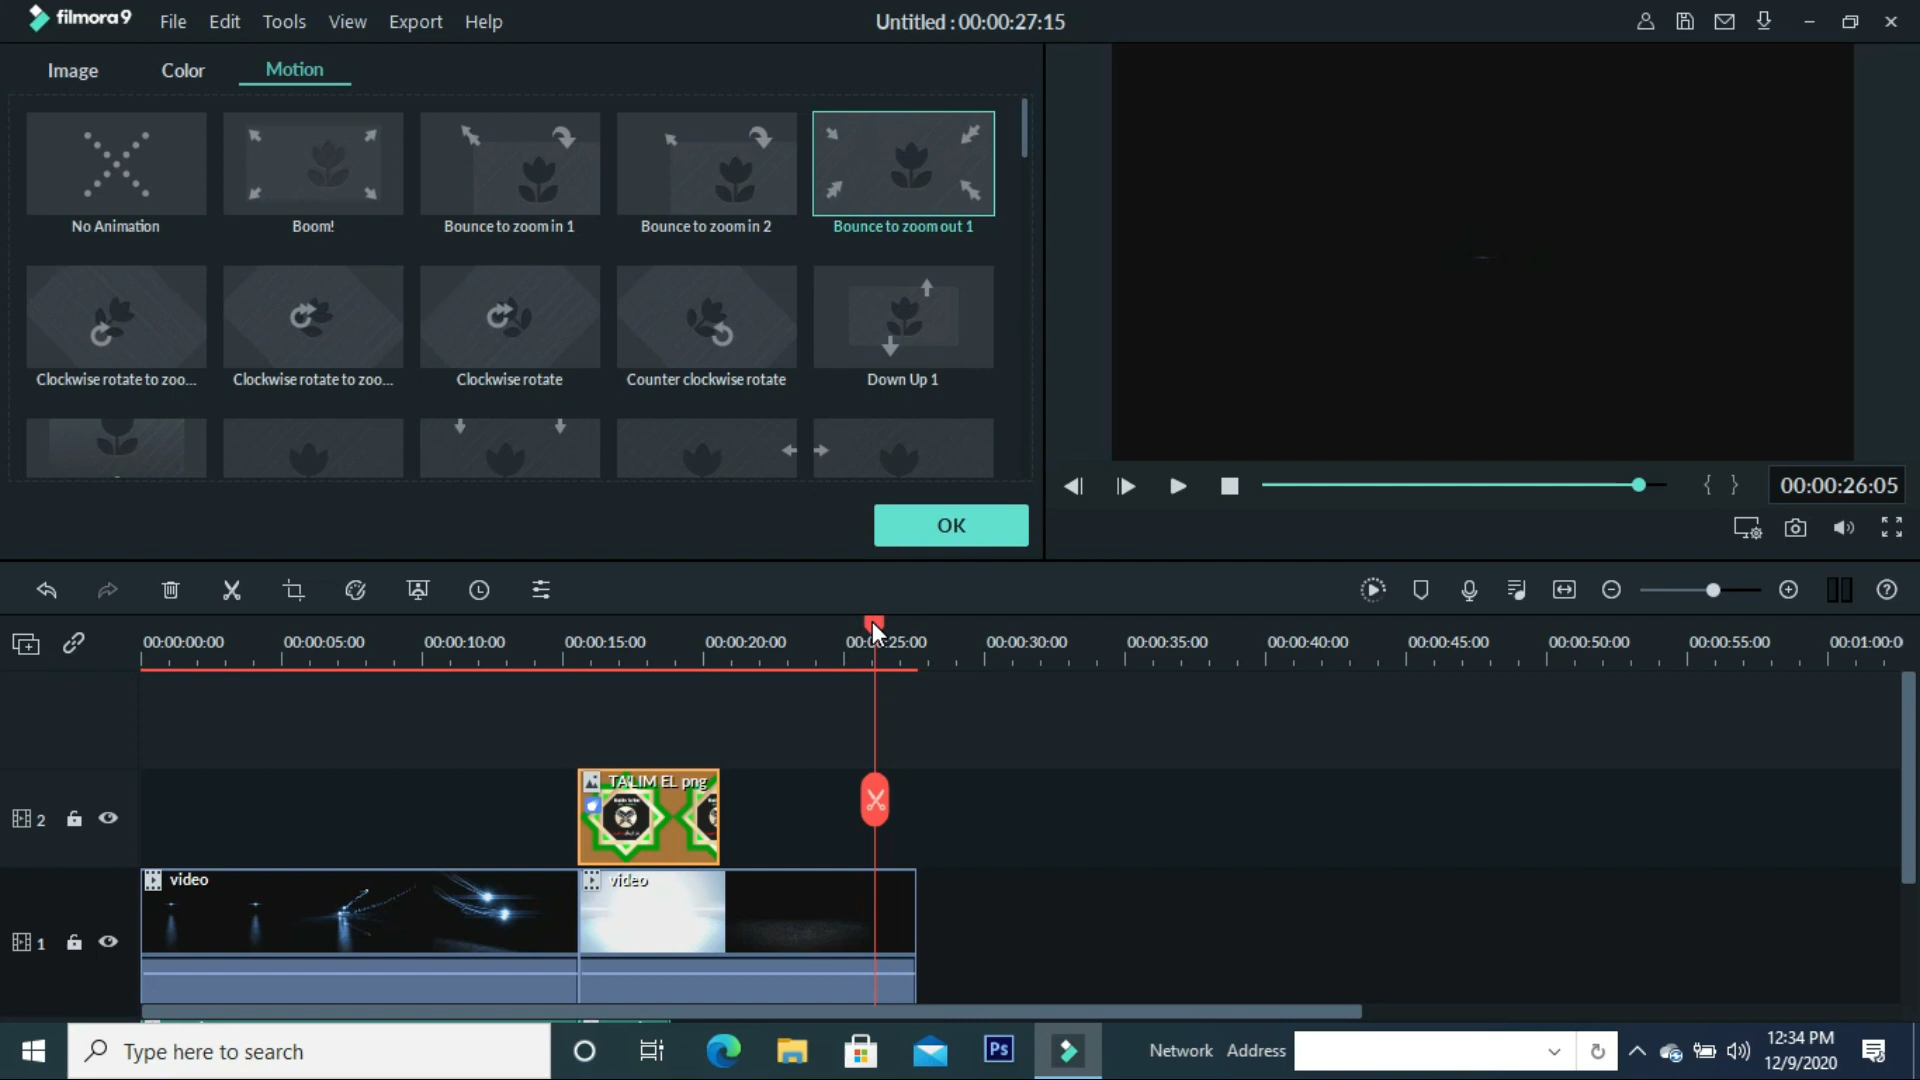 filmora9 File Edit Tools View Export Help Untitled : 00:00:27:15
Image Color Motion
No Animation Boom! Bounce to zoom in 1 Bounce to zoom in 2 Bounce to zoom out 1
Clockwise rotate to zoo... Clockwise rotate to zoo... Clockwise rotate Counter clockwise rotate Down Up 1
00:00:26:05
OK
00:00:00:00 00:00:05:00 00:00:10:00 00:00:15:00 00:00:20:00 00:00:25:00 00:00:30:00 00:00:35:00 00:00:40:00 00:00:45:00 00:00:50:00 00:00:55:00 00:01:00:0
TA'LIM EL png
2
video video
1
Type here to search Ps Network Address 12:34 PM
12/9/2020